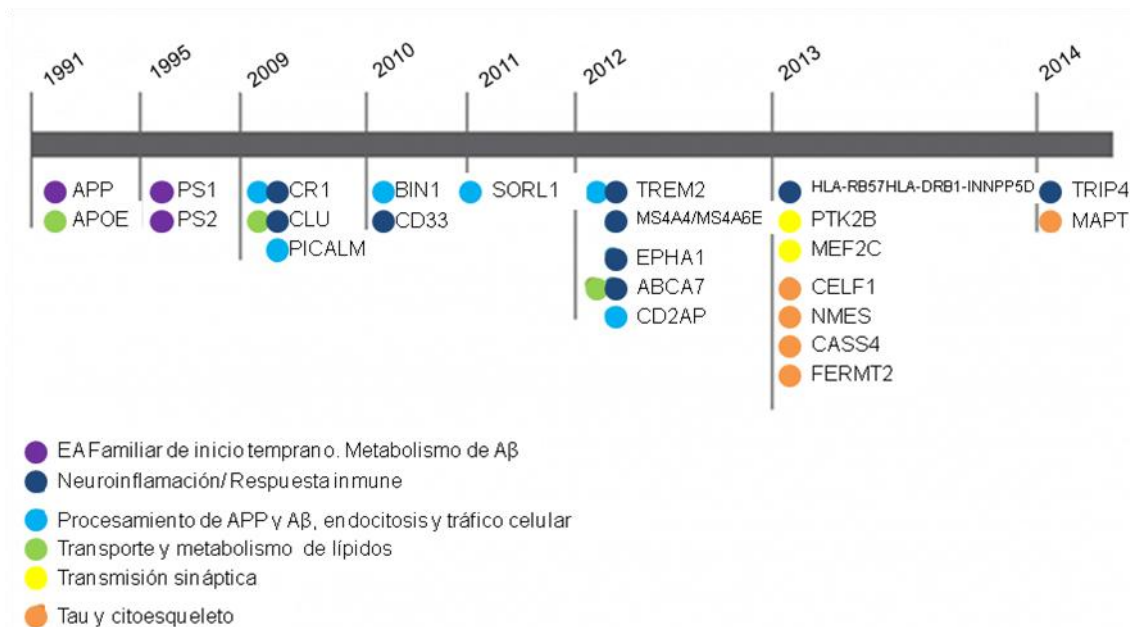 1991 1995 2009 2010 2011 2012 2013 2014
APP PS1 CR1 BIN1 SORL1 TREM2 HLA-RB57HLA-DRB1-INNPP5D TRIP4
APOE PS2 CLU CD33 MS4A4/MS4A6E PTK2B MAPT
PICALM EPHA1 MEF2C
ABCA7 CELF1
CD2AP NMES
CASS4
FERMT2
EA Familiar de inicio temprano. Metabolismo de Aβ
Neuroinflamación/ Respuesta inmune
Procesamiento de APP y Aβ, endocitosis y tráfico celular
Transporte y metabolismo de lípidos
Transmisión sináptica
Tau y citoesqueleto